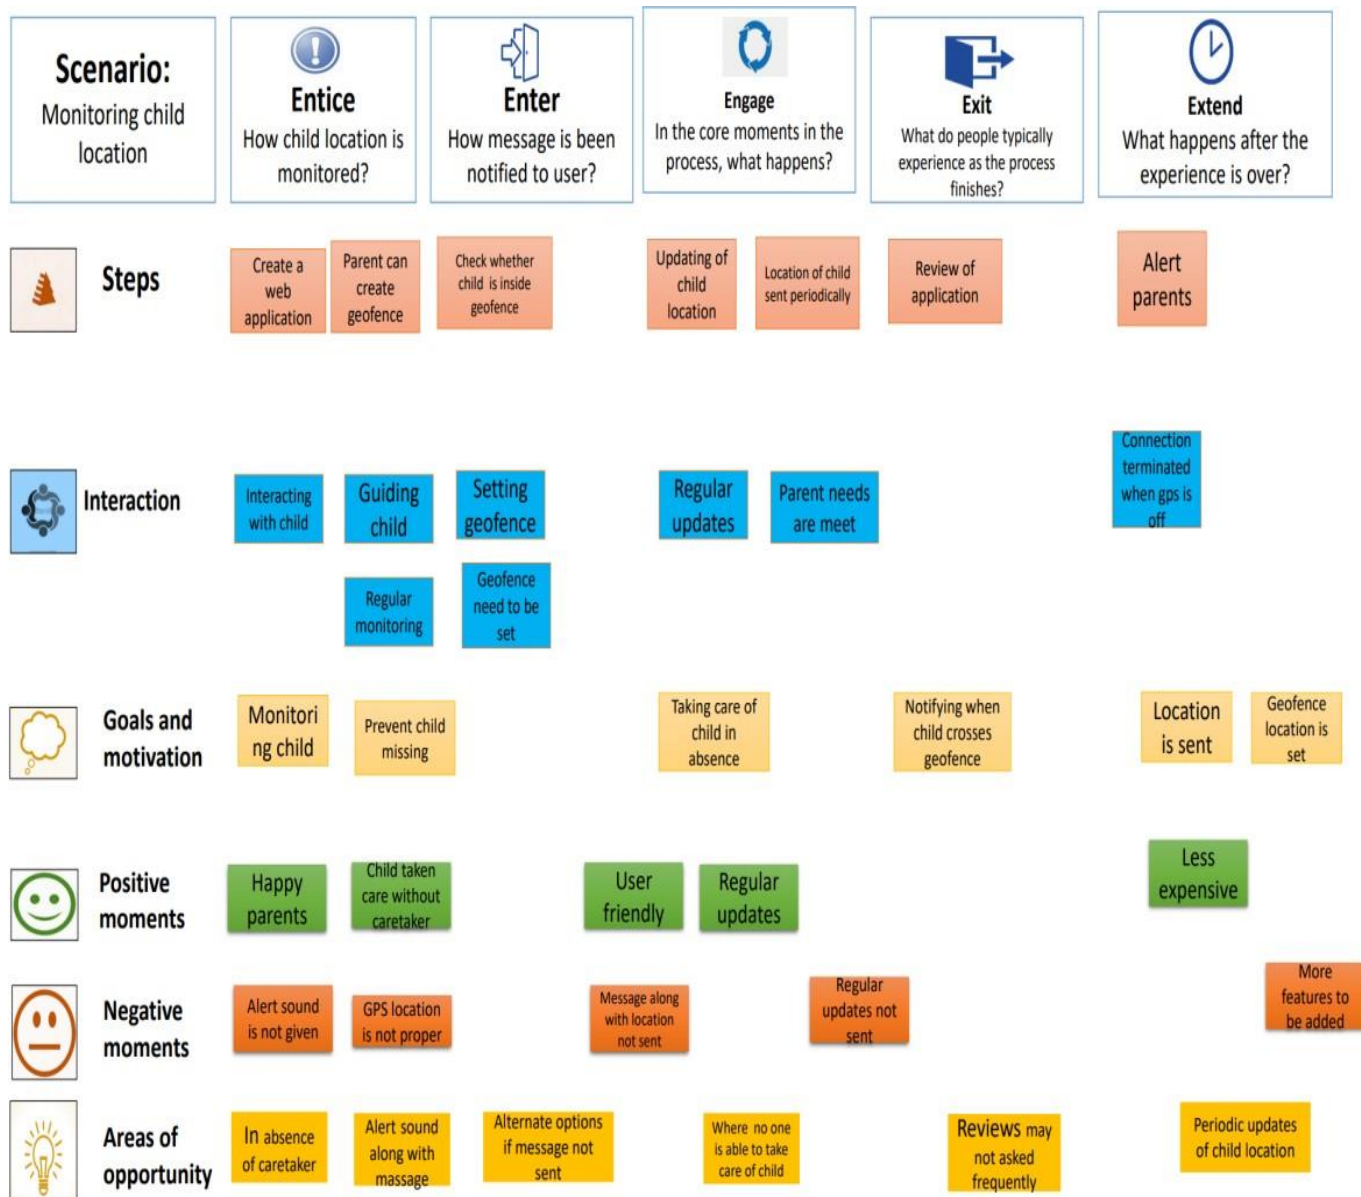 Scenario:
Monitoring child
location
Entice
How child location is
monitored?
Enter
How message is been
notified to user?
Engage
In the core moments in the
process, what happens?
Exit
What do people typically
experience as the process
finishes?
Extend
What happens after the
experience is over?
Steps
Create a
web
application
Parent can
create
geofence
Check whether
child is inside
geofence
Updating of
child
location
Location of child
sent periodically
Review of
application
Alert
parents
Interaction
Interacting
with child
Guiding
child
Setting
geofence
Regular
updates
Parent needs
are meet
Connection
terminated
when gps is
off
Regular
monitoring
Geofence
need to be
set
Goals and
motivation
Monitori
ng child
Prevent child
missing
Taking care of
child in
absence
Notifying when
child crosses
geofence
Location
is sent
Geofence
location is
set
Positive
moments
Happy
parents
Child taken
care without
caretaker
User
friendly
Regular
updates
Less
expensive
Negative
moments
Alert sound
is not given
GPS location
is not proper
Message along
with location
not sent
Regular
updates not
sent
More
features to
be added
Areas of
opportunity
In absence
of caretaker
Alert sound
along with
massage
Alternate options
if message not
sent
Where no one
is able to take
care of child
Reviews may
not asked
frequently
Periodic updates
of child location